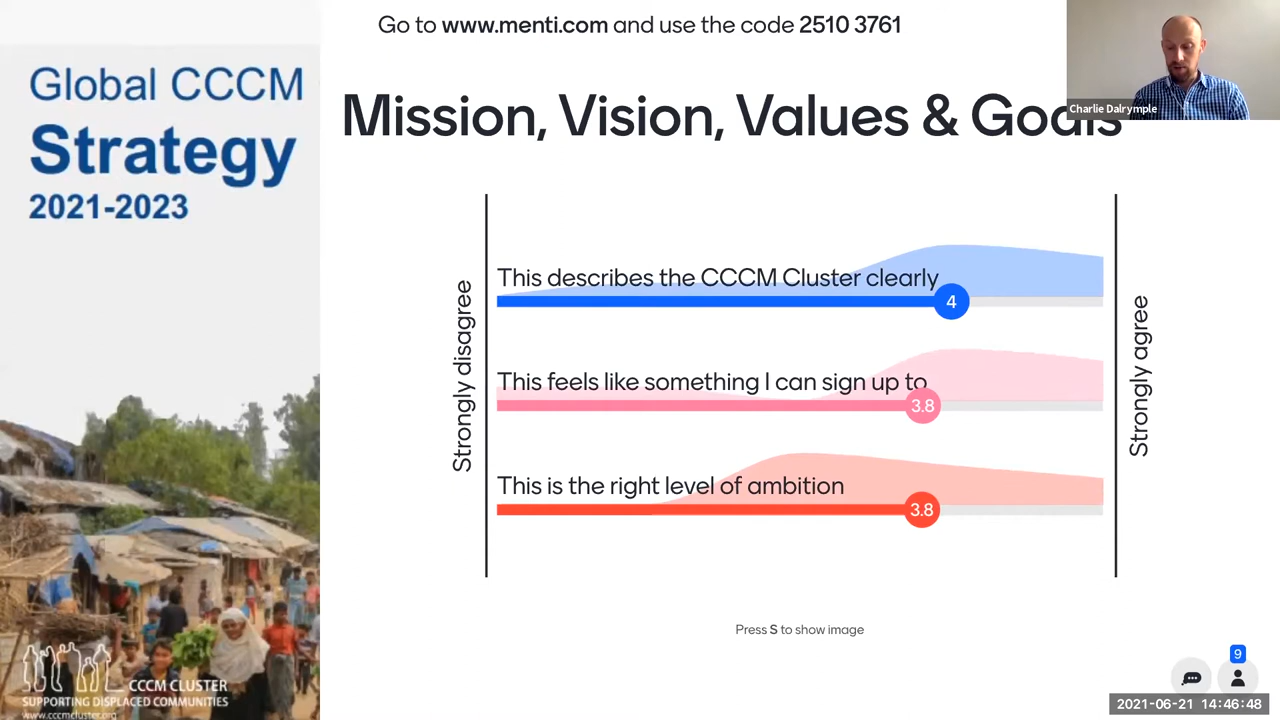 Go to www.menti.com and use the code 2510 3761
Global CCCM
Strategy
2021-2023
Mission, Vision, Values & Goals
Charlie Dalrymple
Strongly disagree
This describes the CCCM Cluster clearly
4
This feels like something I can sign up to
3.8
This is the right level of ambition
3.8
Strongly agree
Press S to show image
CCCM CLUSTER
SUPPORTING DISPLACED COMMUNITIES
www.cccmcluster.org
9
2021-06-21 14:46:48